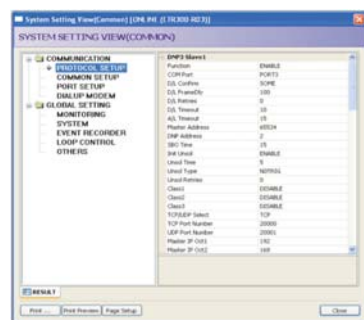 System Setting View(Common) [ONLINE (ETR300-R03)]
SYSTEM SETTING VIEW(COMMON)
COMMUNICATION
PROTOCOL SETUP
COMMON SETUP
PORT SETUP
DIALUP MODEM
GLOBAL SETTING
MONITORING
SYSTEM
EVENT RECORDER
LOOP CONTROL
OTHERS
DNP3 Slave1
Function ENABLE
COM Port PORT3
D/L Confirm SOME
D/L FrameDly 100
D/L Retries 0
D/L Timeout 10
A/L Timeout 15
Master Address 65534
DNP Address 2
SBO Time 15
Init Unsol ENABLE
Unsol Time 5
Unsol Type
Unsol Retries 0
Class1 DISABLE
Class2 DISABLE
Class3 DISABLE
TCP/UDP Select TCP
TCP Port Number 20000
UDP Port Number 20001
Master IP Oct1 192
Master IP Oct2 168
RESULT
Print ... Print Preview Page Setup Close